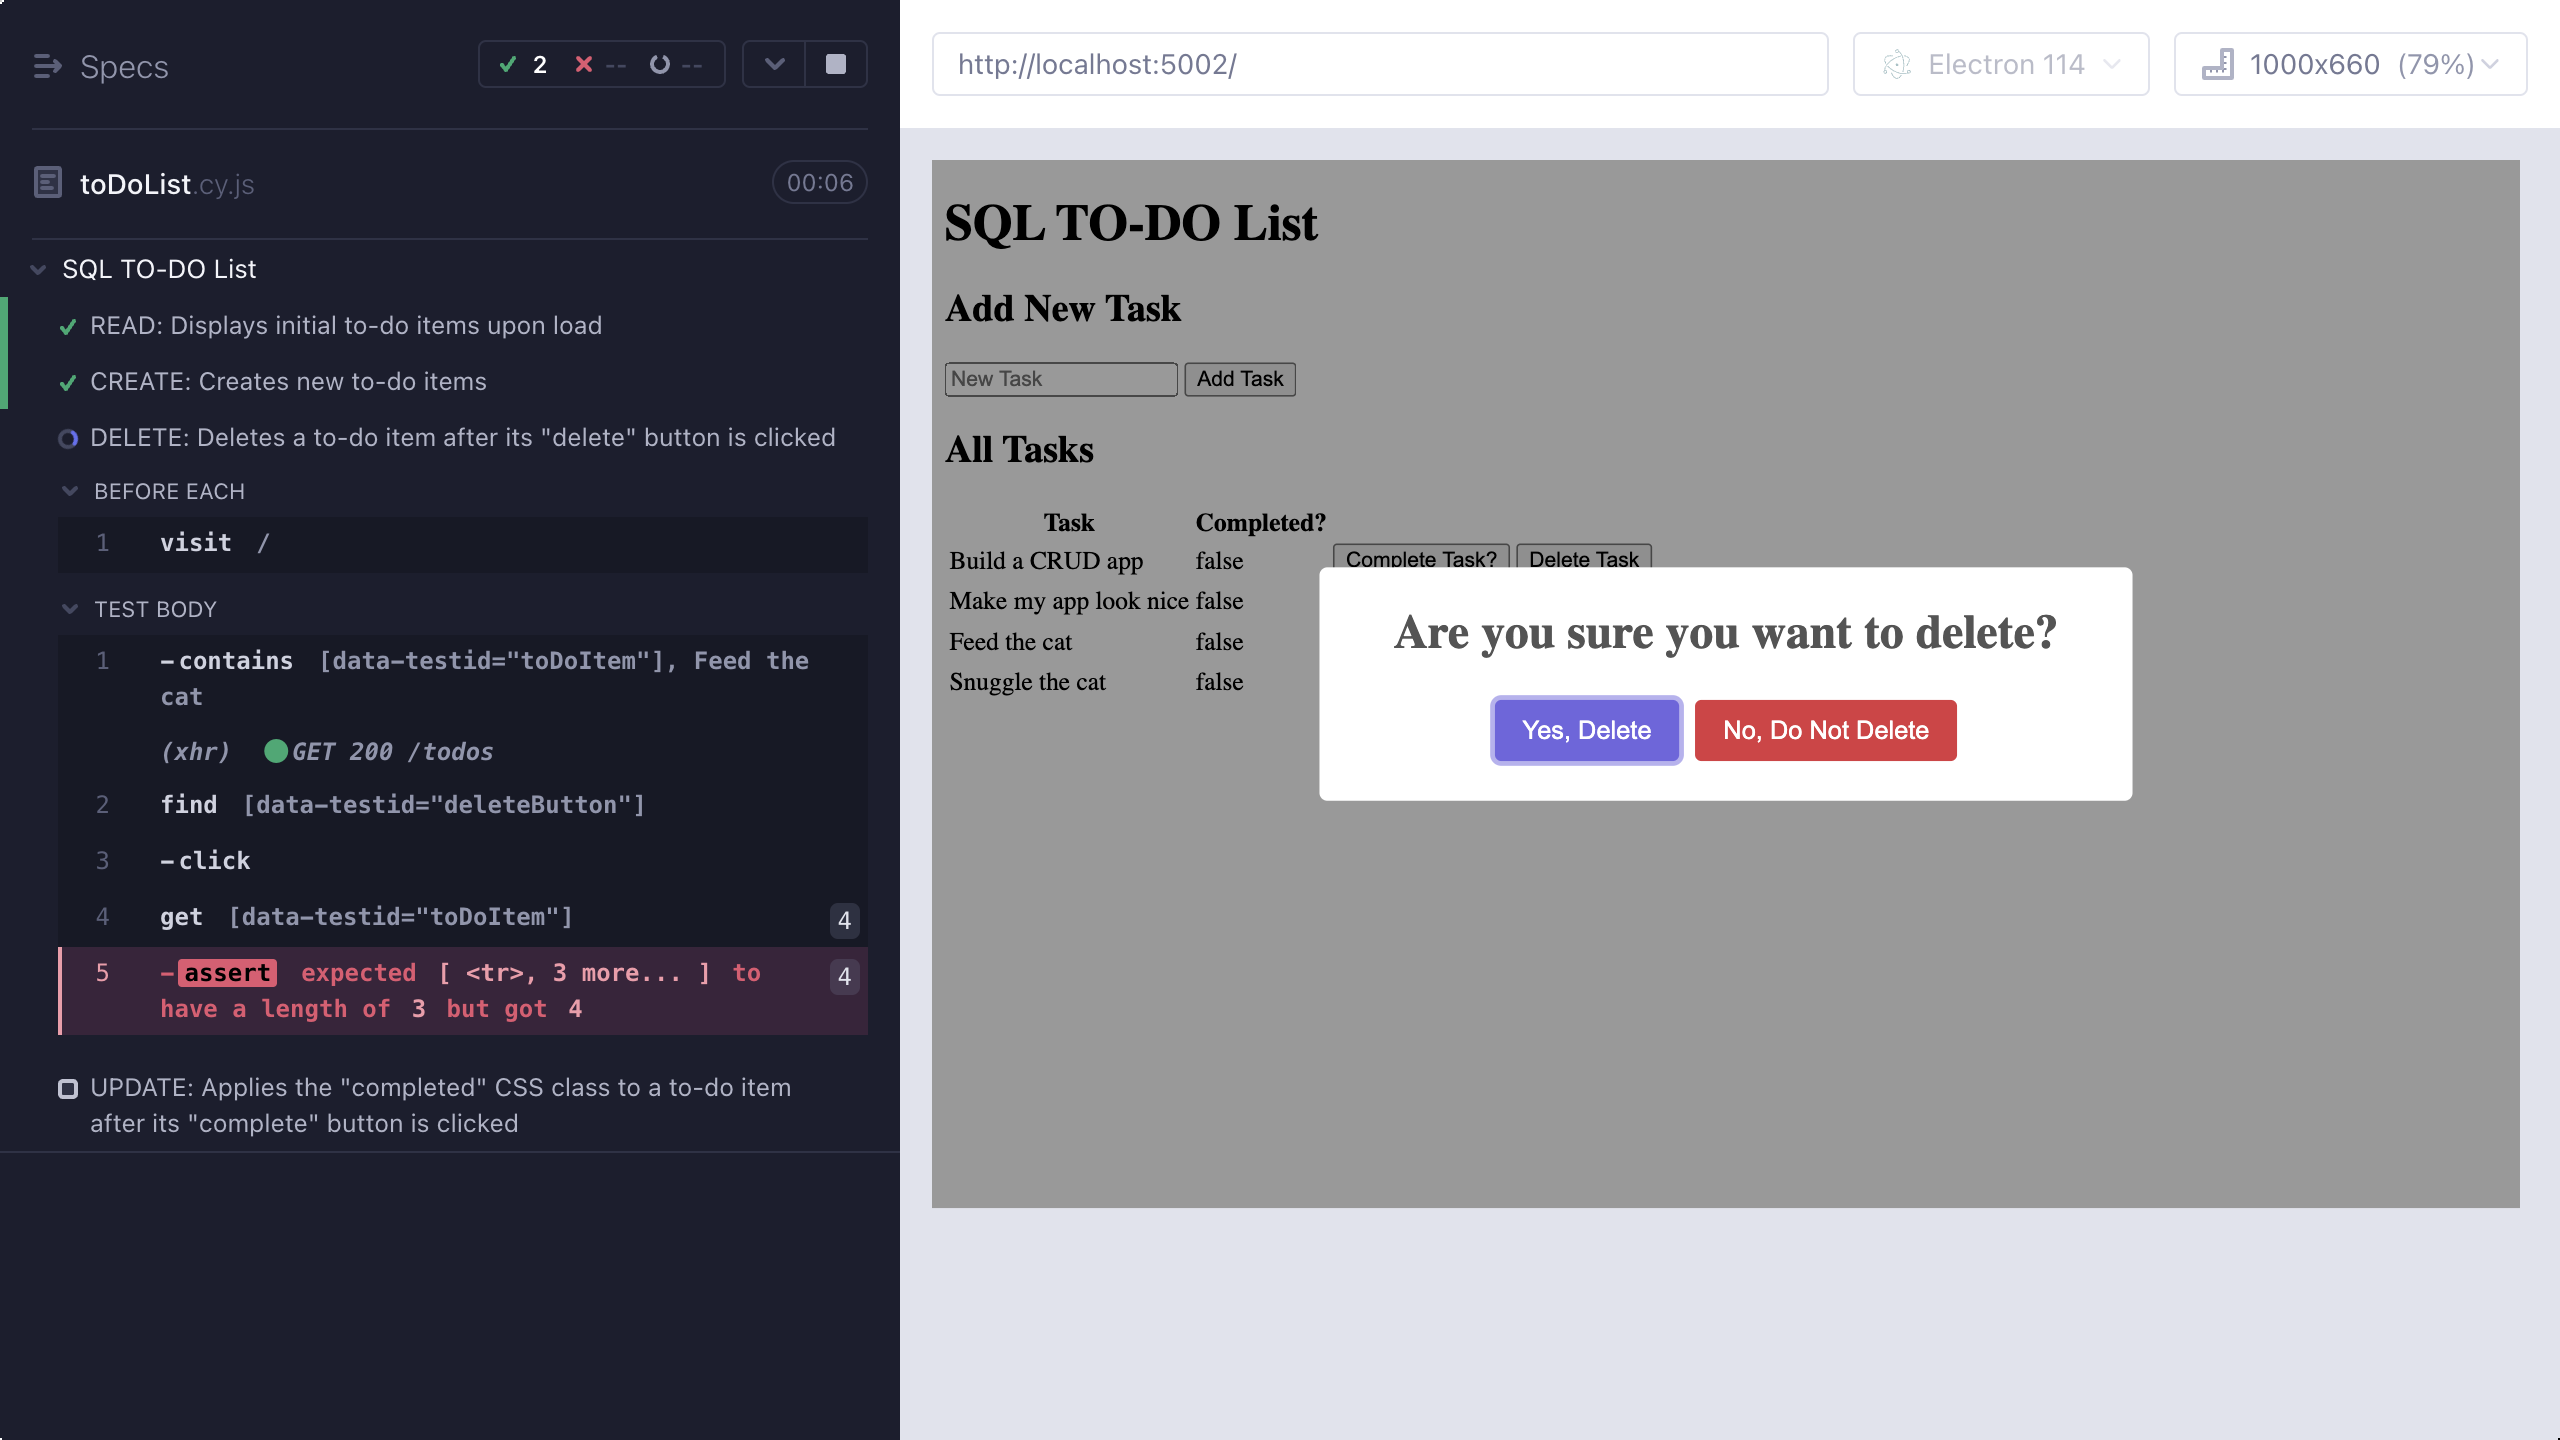 Specs
2 -- --
toDoList.cy.js
00:06
SQL TO-DO List
READ: Displays initial to-do items upon load
CREATE: Creates new to-do items
DELETE: Deletes a to-do item after its "delete" button is clicked
BEFORE EACH
1 visit /
TEST BODY
1 -contains [data-testid="toDoItem"], Feed the
cat
(xhr) GET 200 /todos
2 find [data-testid="deleteButton"]
3 -click
4 get [data-testid="toDoItem"] 4
5 -assert expected [ <tr>, 3 more... ] to 4
have a length of 3 but got 4
UPDATE: Applies the "completed" CSS class to a to-do item
after its "complete" button is clicked
http://localhost:5002/
Electron 114
1000x660 (79%)
SQL TO-DO List
Add New Task
New Task Add Task
All Tasks
Task Completed?
Build a CRUD app false Complete Task? Delete Task
Make my app look nice false
Feed the cat false
Snuggle the cat false
Are you sure you want to delete?
Yes, Delete No, Do Not Delete